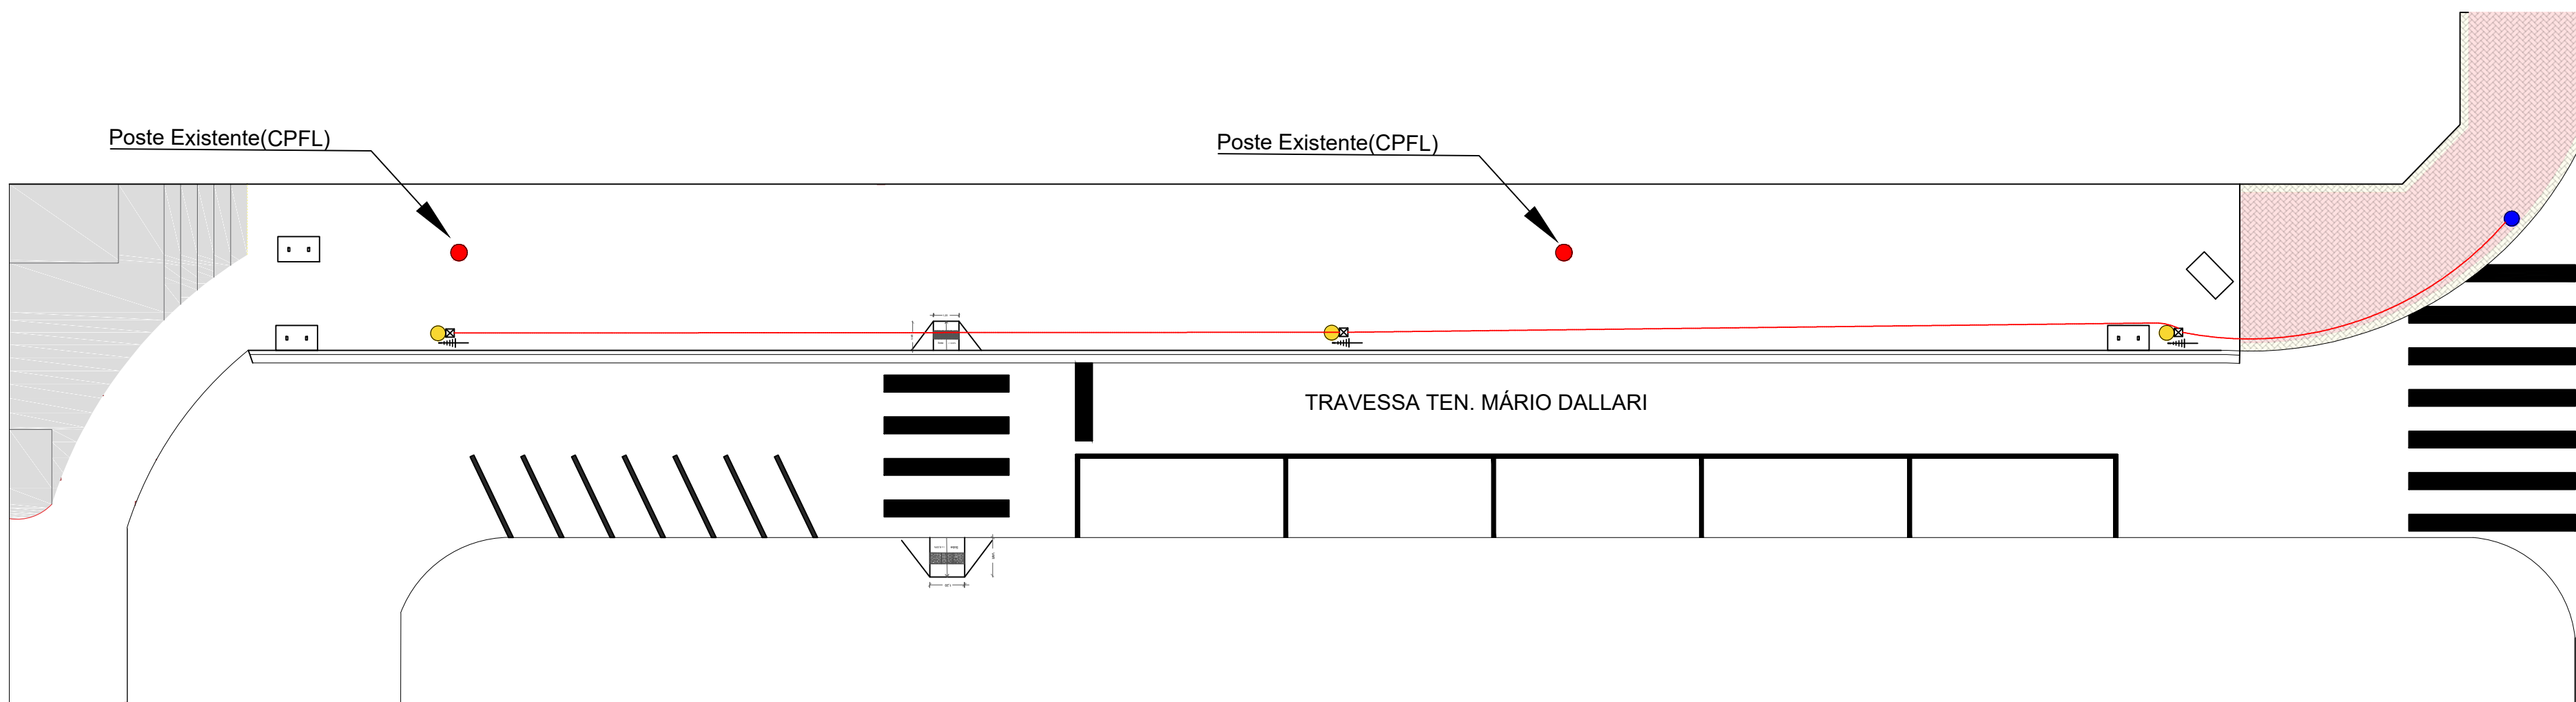 Poste Existente(CPFL)
Poste Existente(CPFL)
TRAVESSA TEN. MÁRIO DALLARI